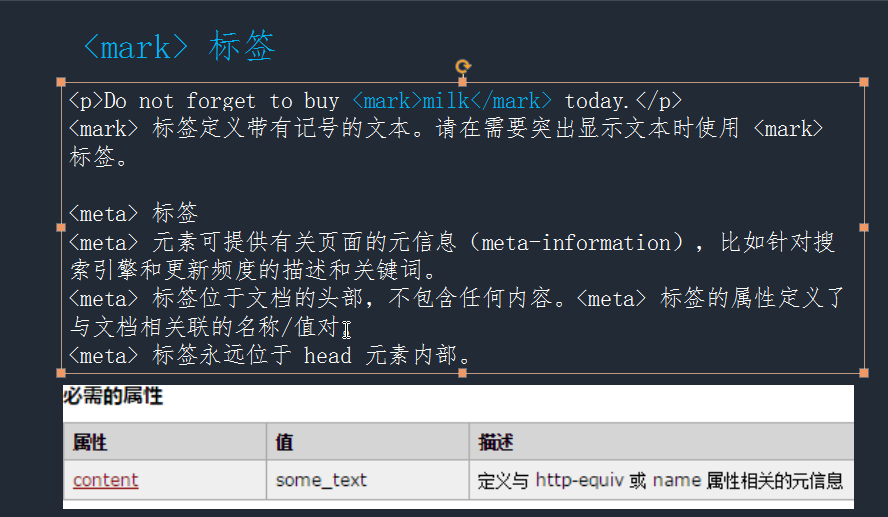 <mark> 标签
<p>Do not forget to buy <mark>milk</mark> today.</p>
<mark> 标签定义带有记号的文本。请在需要突出显示文本时使用 <mark>
标签。
<meta> 标签
<meta> 元素可提供有关页面的元信息（meta-information），比如针对搜
索引擎和更新频度的描述和关键词。
<meta> 标签位于文档的头部，不包含任何内容。<meta> 标签的属性定义了
与文档相关联的名称/值对。
<meta> 标签永远位于 head 元素内部。
必需的属性
属性 值 描述
content some_text 定义与 http-equiv 或 name 属性相关的元信息